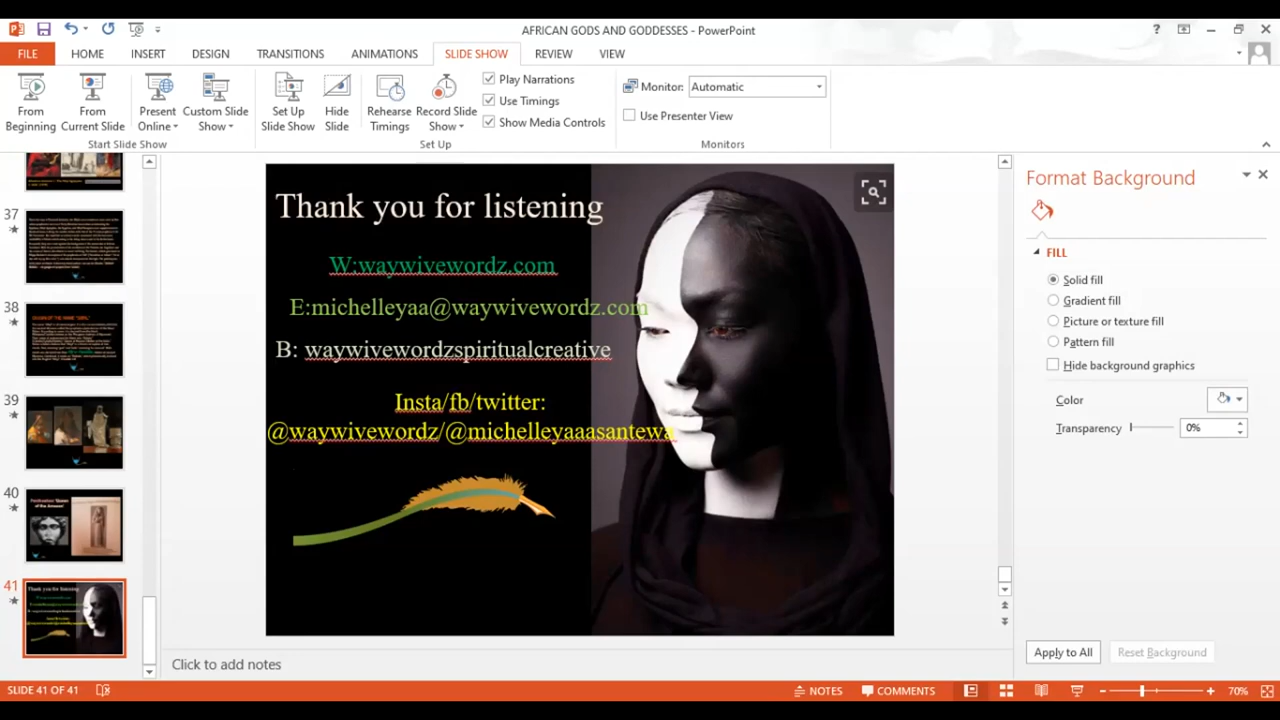 AFRICAN GODS AND GODDESSES - PowerPoint
FILE HOME INSERT DESIGN TRANSITIONS ANIMATIONS SLIDE SHOW REVIEW VIEW
From Beginning
From Current Slide
Present Online
Custom Slide Show
Start Slide Show
Set Up Slide Show
Hide Slide
Rehearse Timings
Record Slide Show
Play Narrations
Use Timings
Show Media Controls
Set Up
Monitor: Automatic
Use Presenter View
Monitors
37
38
39
40
41
Thank you for listening
W:waywivewordz.com
E:michelleyaa@waywivewordz.com
B: waywivewordzspiritualcreative
Insta/fb/twitter:
@waywivewordz/@michelleyaaasantewa
Format Background
FILL
Solid fill
Gradient fill
Picture or texture fill
Pattern fill
Hide background graphics
Color
Transparency 0%
Apply to All Reset Background
Click to add notes
SLIDE 41 OF 41 NOTES COMMENTS 70%